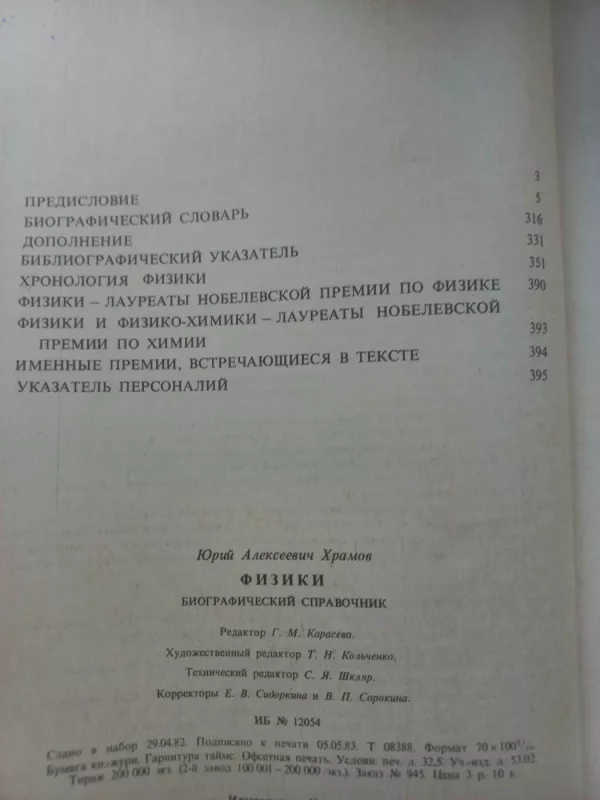 ПРЕДИСЛОВИЕ 3
БИОГРАФИЧЕСКИЙ СЛОВАРЬ 5
ДОПОЛНЕНИЕ 316
БИБЛИОГРАФИЧЕСКИЙ УКАЗАТЕЛЬ 331
ХРОНОЛОГИЯ ФИЗИКИ 351
ФИЗИКИ – ЛАУРЕАТЫ НОБЕЛЕВСКОЙ ПРЕМИИ ПО ФИЗИКЕ 390
ФИЗИКИ И ФИЗИКО-ХИМИКИ – ЛАУРЕАТЫ НОБЕЛЕВСКОЙ
ПРЕМИИ ПО ХИМИИ 393
ИМЕННЫЕ ПРЕМИИ, ВСТРЕЧАЮЩИЕСЯ В ТЕКСТЕ 394
УКАЗАТЕЛЬ ПЕРСОНАЛИЙ 395
Юрий Алексеевич Храмов
ФИЗИКИ
БИОГРАФИЧЕСКИЙ СПРАВОЧНИК
Редактор Г. М. Карасева.
Художественный редактор Т. Н. Кольченко.
Технический редактор С. Я. Шкляр.
Корректоры Е. В. Сидоркина и В. П. Сорокина.
ИБ № 12054
Сдано в набор 29.04.82. Подписано к печати 05.05.83. Т 08388. Формат 70 × 100
Бумага кн.-журн. Гарнитура таймс. Офсетная печать. Условн. печ. л. 32,5. Уч.-изд. л. 53,02.
Тираж 200 000 экз. (2-й завод 100 001 – 200 000 экз.). Заказ № 945. Цена 3 р. 10 к.